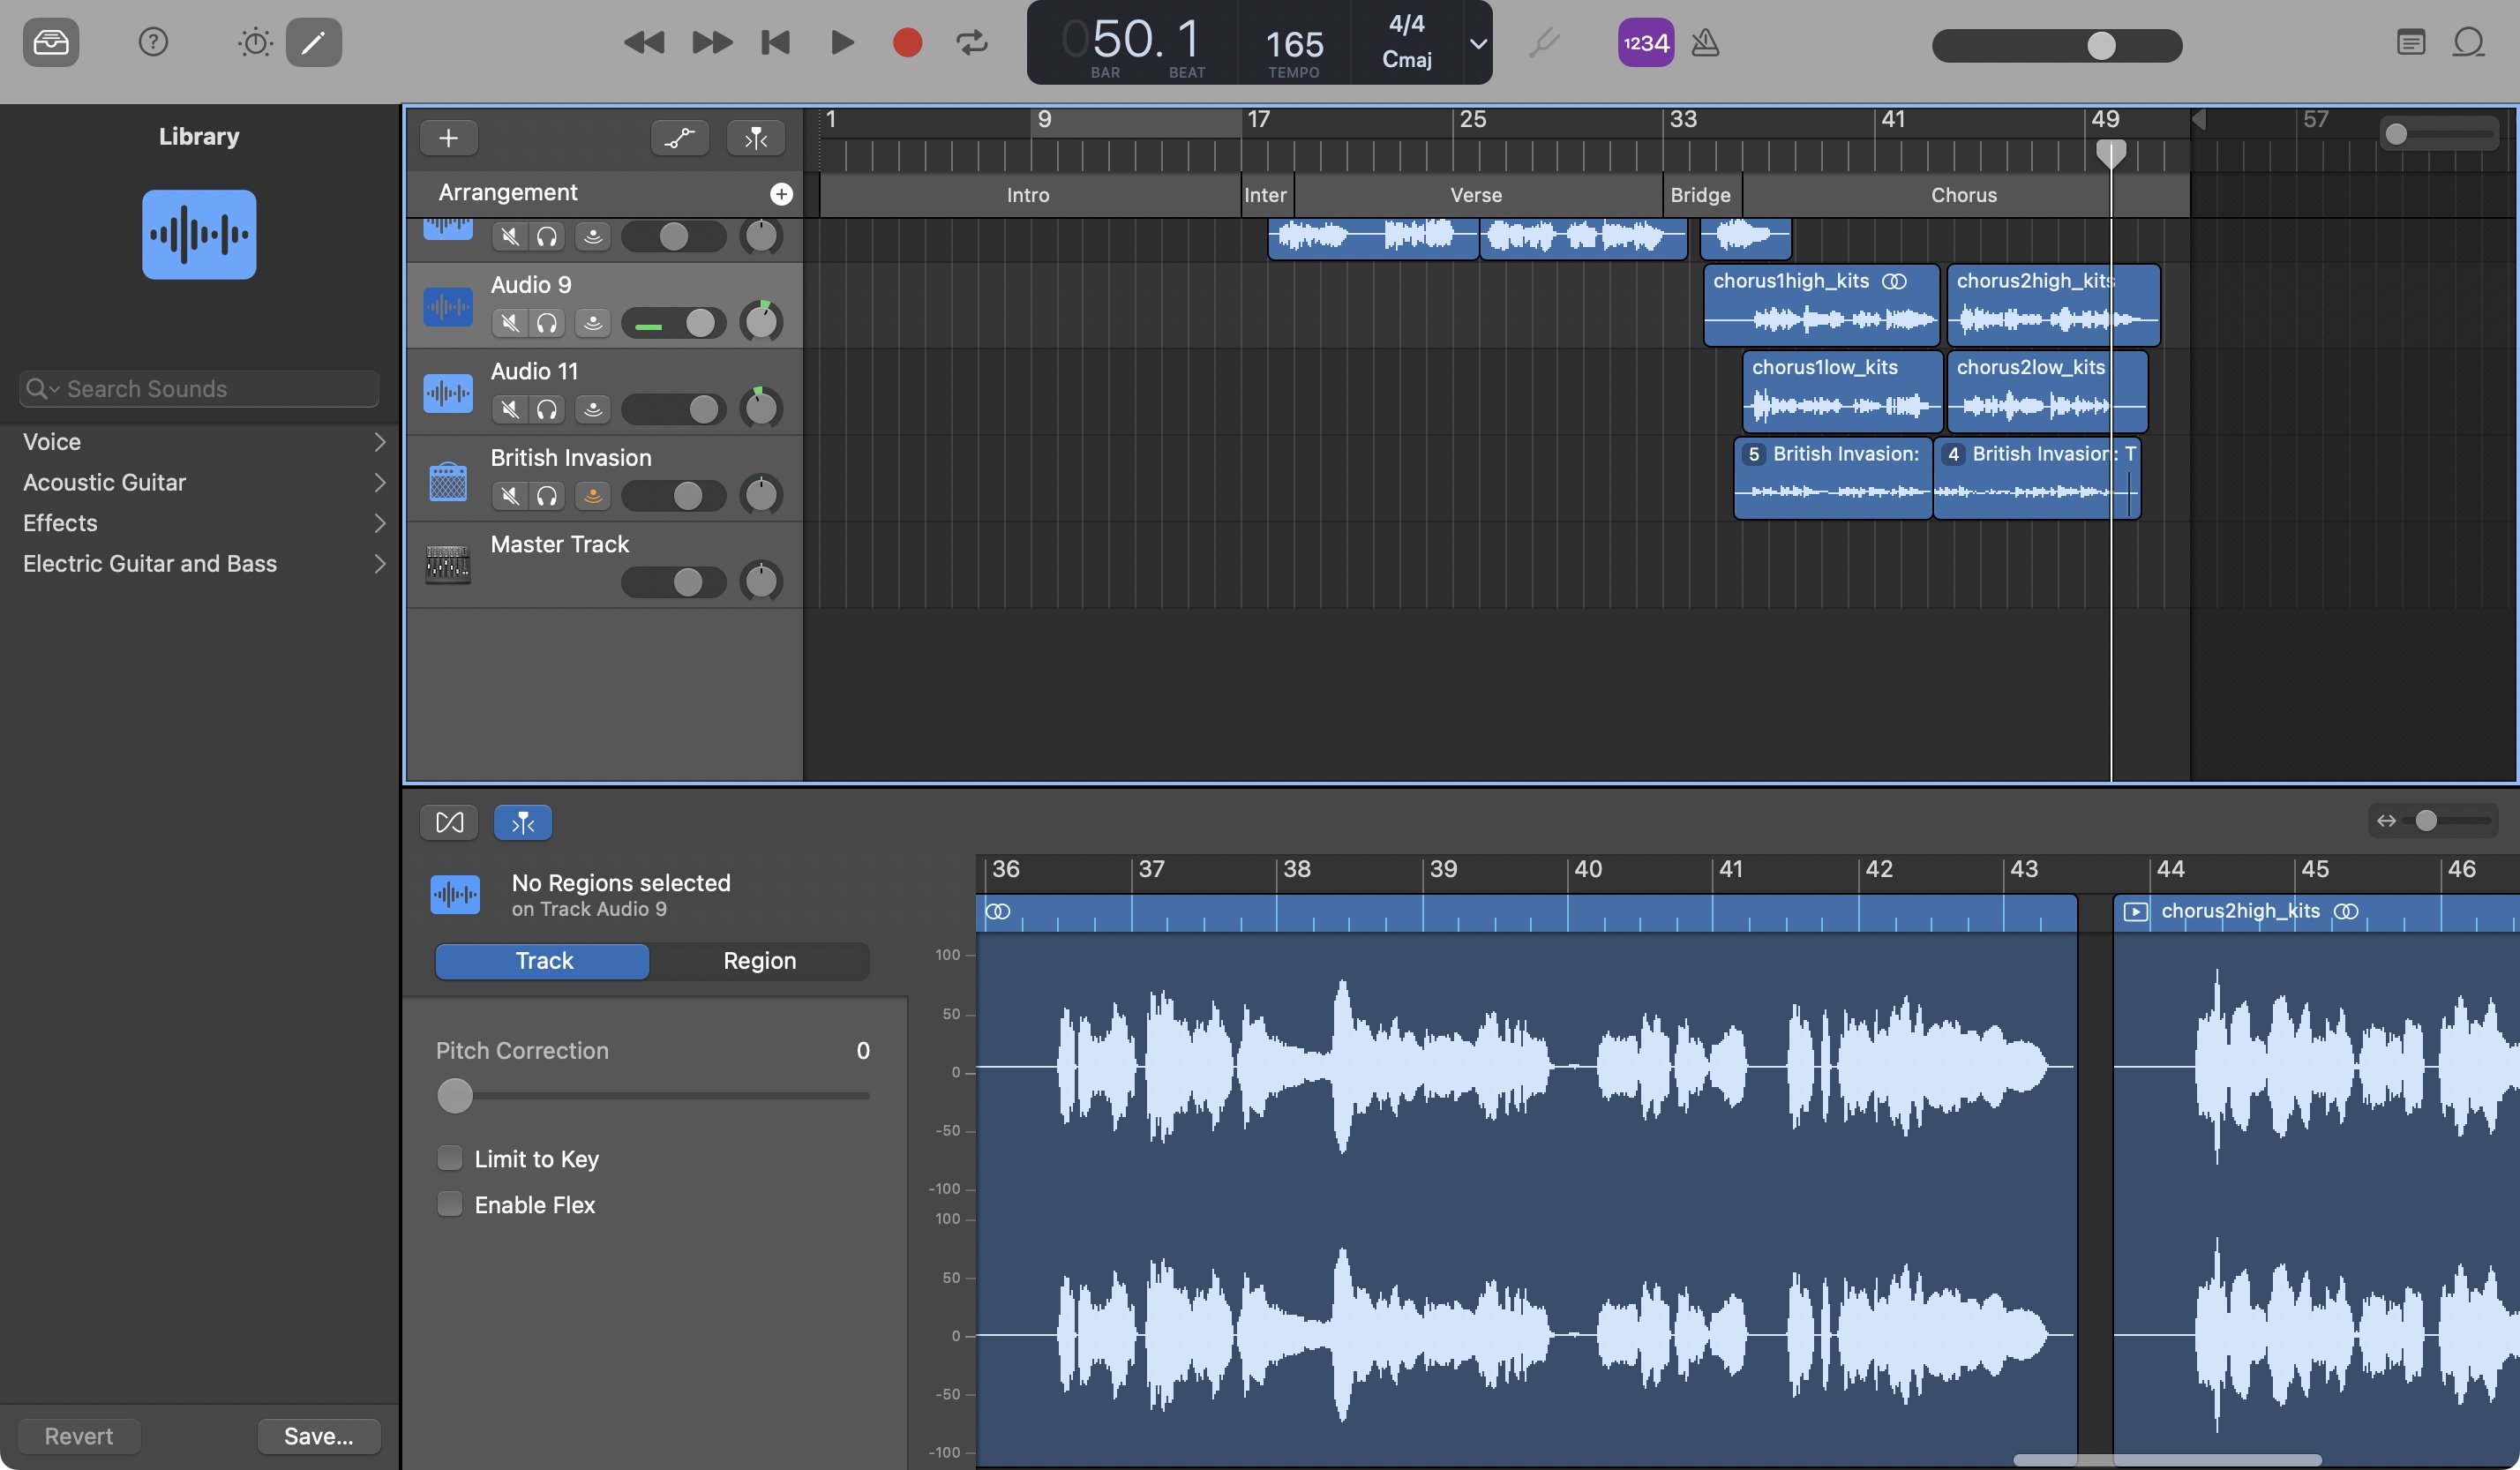 050. 1
BAR
BEAT
165
TEMPO
4/4
Cmaj
1234
Library
Search Sounds
Voice
Acoustic Guitar
Effects
Electric Guitar and Bass
Revert
Save...
1
9
17
25
33
41
49
57
Arrangement
Intro
Inter
Verse
Bridge
Chorus
Audio 9
chorus1high_kits
chorus2high_kits
Audio 11
chorus1low_kits
chorus2low_kits
British Invasion
5 British Invasion:
4 British Invasion: T
Master Track
No Regions selected
on Track Audio 9
Track
Region
Pitch Correction
0
Limit to Key
Enable Flex
36
37
38
39
40
41
42
43
44
45
46
chorus2high_kits
100
50
0
-50
-100
100
50
0
-50
-100